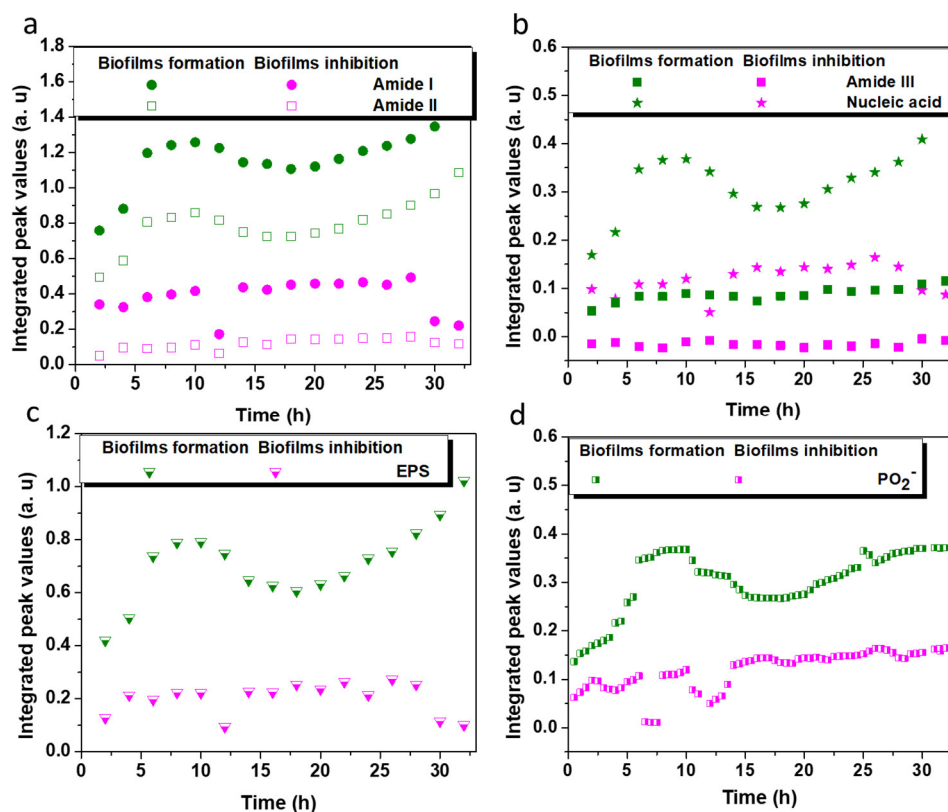 a
1.8
1.6
1.4
1.2
1.0
0.8
0.6
0.4
0.2
0.0
Biofilms formation Biofilms inhibition
Amide I
Amide II
Integrated peak values (a. u)
0 5 10 15 20 25 30
Time (h)
b
0.6
0.5
0.4
0.3
0.2
0.1
0.0
Biofilms formation Biofilms inhibition
Amide III
Nucleic acid
Integrated peak values (a. u)
0 5 10 15 20 25 30
Time (h)
c
1.2
1.0
0.8
0.6
0.4
0.2
0.0
Biofilms formation Biofilms inhibition
EPS
Integrated peak values (a. u)
0 5 10 15 20 25 30
Time (h)
d
0.6
0.5
0.4
0.3
0.2
0.1
0.0
Biofilms formation Biofilms inhibition
PO₂⁻
Integrated peak values (a. u)
0 5 10 15 20 25 30
Time (h)